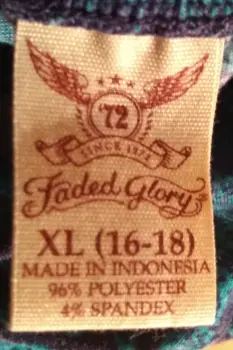 '72
SINCE 1972
Faded Glory
XL (16-18)
MADE IN INDONESIA
96% POLYESTER
4% SPANDEX